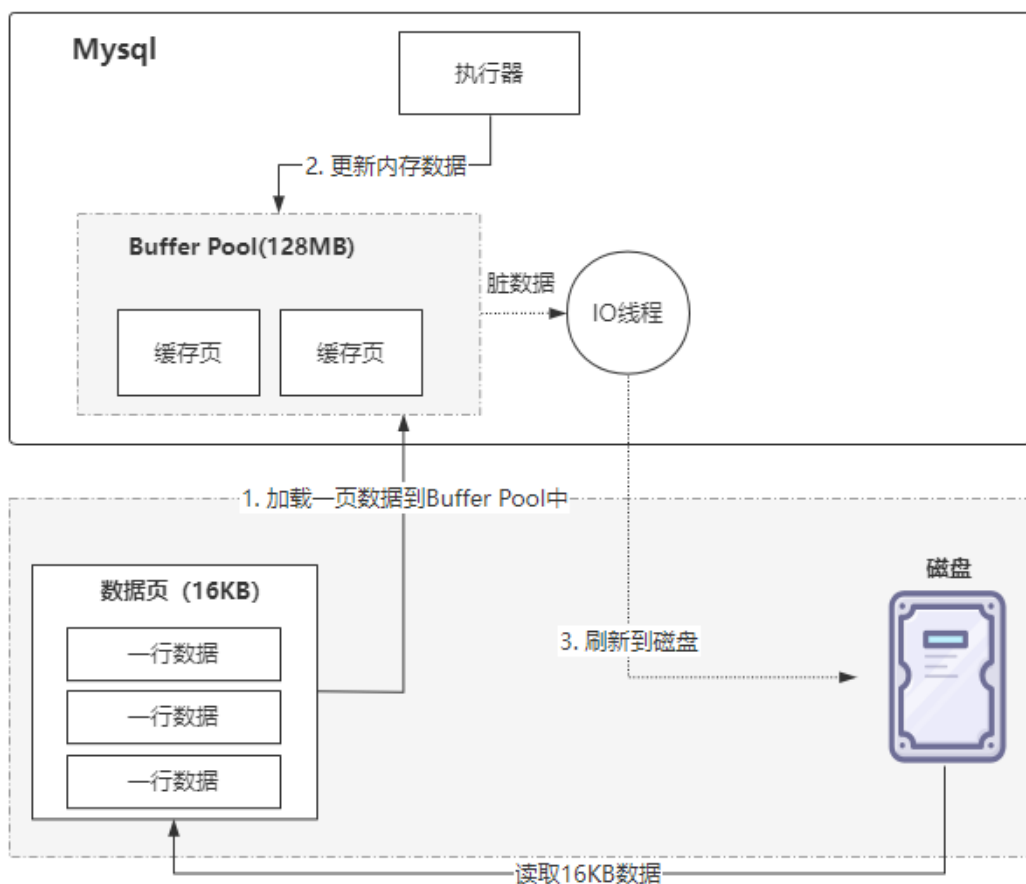 Mysql
执行器
2. 更新内存数据
Buffer Pool(128MB)
脏数据
IO线程
缓存页
缓存页
1. 加载一页数据到Buffer Pool中
数据页（16KB）
磁盘
一行数据
3. 刷新到磁盘
一行数据
一行数据
读取16KB数据